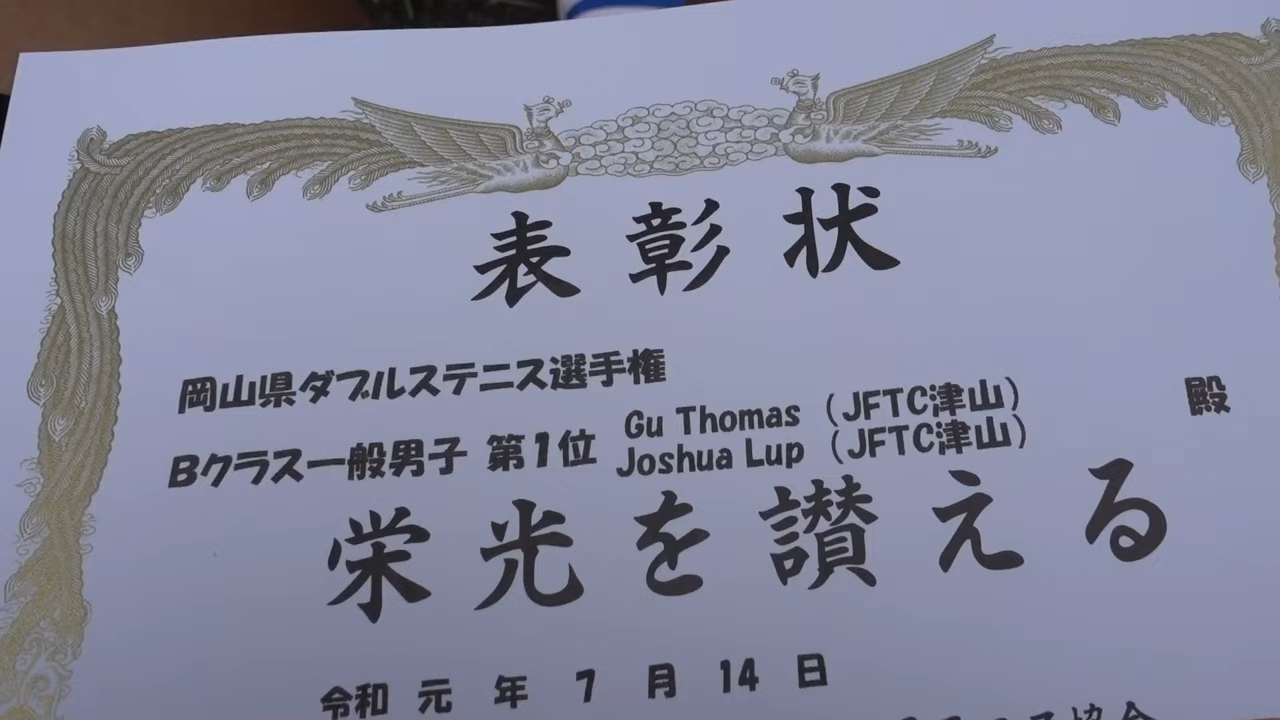 表彰状
岡山県ダブルステニス選手権
Bクラス一般男子 第1位
Gu Thomas (JFTC津山)
Joshua Lup (JFTC津山)
殿
栄光を讃える
令和 元 年 7 月 14 日
協会